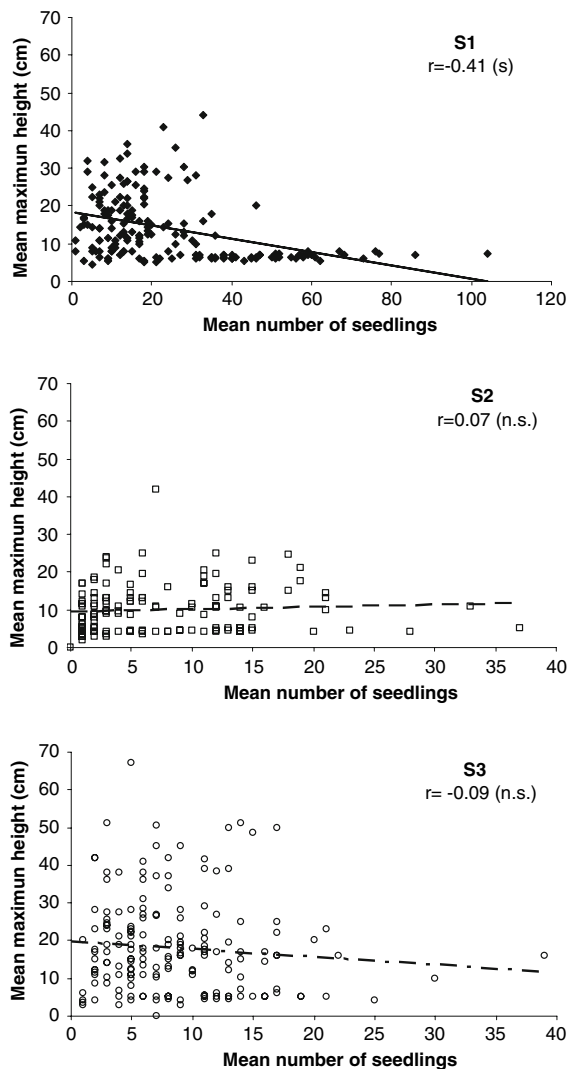 S1
r=-0.41 (s)
Mean maximun height (cm)
70
60
50
40
30
20
10
0
0 20 40 60 80 100 120
Mean number of seedlings
S2
r=0.07 (n.s.)
Mean maximun height (cm)
70
60
50
40
30
20
10
0
0 5 10 15 20 25 30 35 40
Mean number of seedlings
S3
r= -0.09 (n.s.)
Mean maximun height (cm)
70
60
50
40
30
20
10
0
0 5 10 15 20 25 30 35 40
Mean number of seedlings